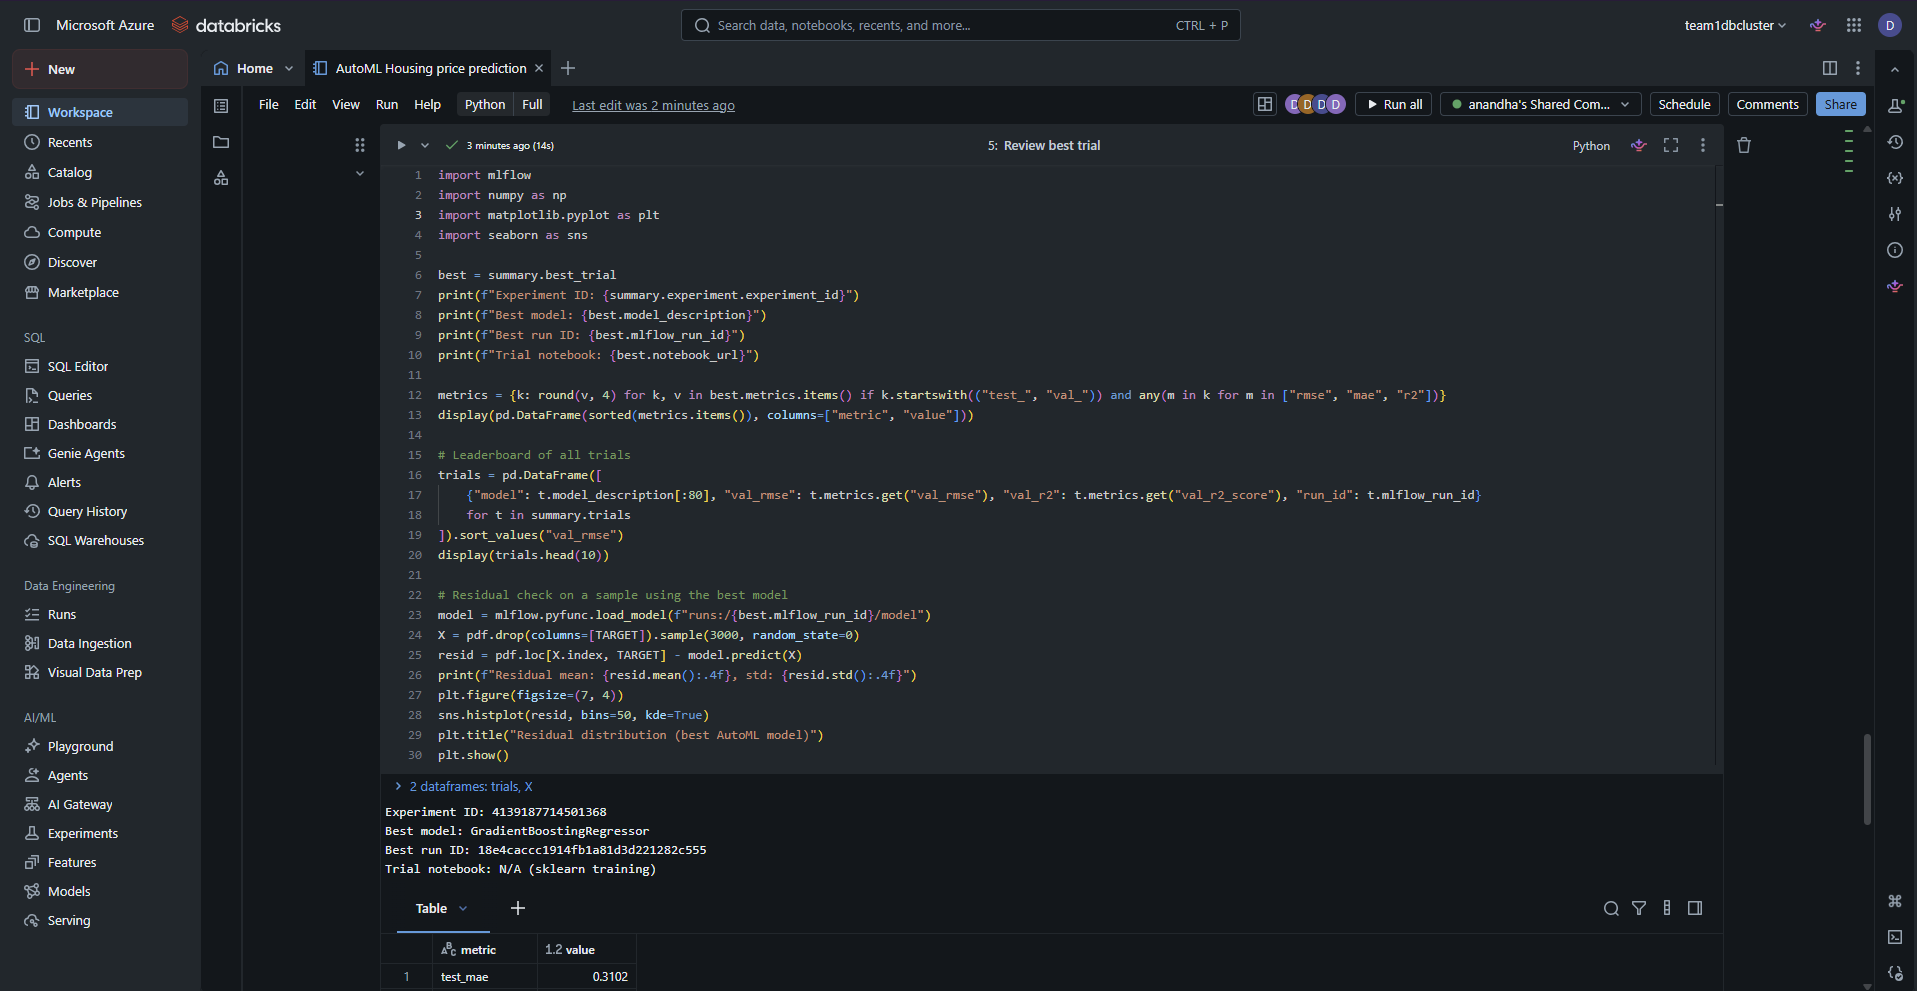 Microsoft Azure databricks
Search data, notebooks, recents, and more... CTRL + P
team1dbcluster
D
New
Workspace
Recents
Catalog
Jobs & Pipelines
Compute
Discover
Marketplace
SQL
SQL Editor
Queries
Dashboards
Genie Agents
Alerts
Query History
SQL Warehouses
Data Engineering
Runs
Data Ingestion
Visual Data Prep
AI/ML
Playground
Agents
AI Gateway
Experiments
Features
Models
Serving
Home
AutoML Housing price prediction
File Edit View Run Help Python Full Last edit was 2 minutes ago
D D D D Run all anandha's Shared Com... Schedule Comments Share
3 minutes ago (14s) 5: Review best trial Python
1 import mlflow
2 import numpy as np
3 import matplotlib.pyplot as plt
4 import seaborn as sns
5
6 best = summary.best_trial
7 print(f"Experiment ID: {summary.experiment.experiment_id}")
8 print(f"Best model: {best.model_description}")
9 print(f"Best run ID: {best.mlflow_run_id}")
10 print(f"Trial notebook: {best.notebook_url}")
11
12 metrics = {k: round(v, 4) for k, v in best.metrics.items() if k.startswith(("test_", "val_")) and any(m in k for m in ["rmse", "mae", "r2"])}
13 display(pd.DataFrame(sorted(metrics.items()), columns=["metric", "value"]))
14
15 # Leaderboard of all trials
16 trials = pd.DataFrame([
17 {"model": t.model_description[:80], "val_rmse": t.metrics.get("val_rmse"), "val_r2": t.metrics.get("val_r2_score"), "run_id": t.mlflow_run_id}
18 for t in summary.trials
19 ]).sort_values("val_rmse")
20 display(trials.head(10))
21
22 # Residual check on a sample using the best model
23 model = mlflow.pyfunc.load_model(f"runs:/{best.mlflow_run_id}/model")
24 X = pdf.drop(columns=[TARGET]).sample(3000, random_state=0)
25 resid = pdf.loc[X.index, TARGET] - model.predict(X)
26 print(f"Residual mean: {resid.mean():.4f}, std: {resid.std():.4f}")
27 plt.figure(figsize=(7, 4))
28 sns.histplot(resid, bins=50, kde=True)
29 plt.title("Residual distribution (best AutoML model)")
30 plt.show()
2 dataframes: trials, X
Experiment ID: 4139187714501368
Best model: GradientBoostingRegressor
Best run ID: 18e4caccc1914fb1a81d3d221282c555
Trial notebook: N/A (sklearn training)
Table
ABC metric 1.2 value
1 test_mae 0.3102